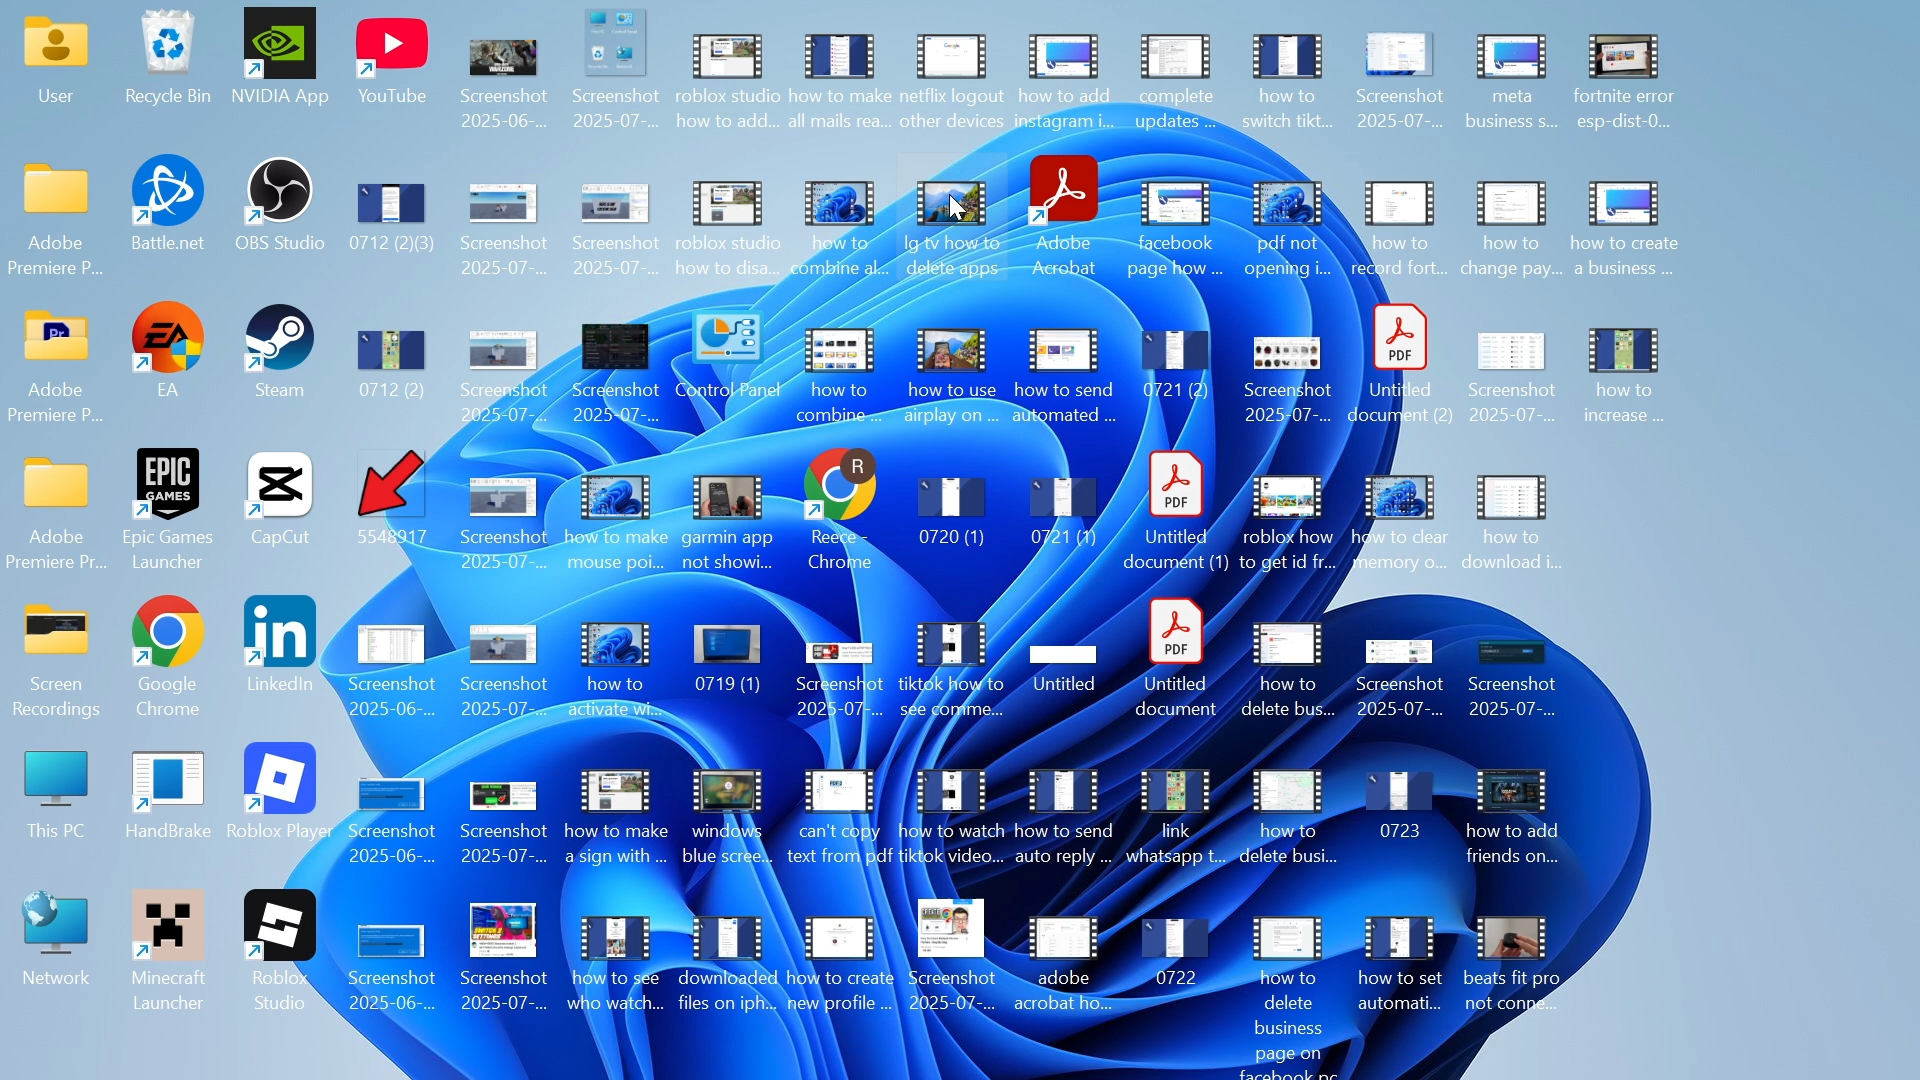 User
Recycle Bin
NVIDIA App
YouTube
Screenshot
2025-06-...
Screenshot
2025-07-...
roblox studio
how to add...
how to make
all mails rea...
netflix logout
other devices
how to add
instagram i...
complete
updates ...
how to
switch tikt...
Screenshot
2025-07-...
meta
business s...
fortnite error
esp-dist-0...
Adobe
Premiere P...
Battle.net
OBS Studio
0712 (2)(3)
Screenshot
2025-07-...
Screenshot
2025-07-...
roblox studio
how to disa...
how to
combine al...
lg tv how to
delete apps
Adobe
Acrobat
facebook
page how ...
pdf not
opening i...
how to
record fort...
how to
change pay...
how to create
a business ...
Adobe
Premiere P...
EA
Steam
0712 (2)
Screenshot
2025-07-...
Screenshot
2025-07-...
Control Panel
how to
combine ...
how to use
airplay on ...
how to send
automated ...
0721 (2)
Screenshot
2025-07-...
PDF
Untitled
document (2)
Screenshot
2025-07-...
how to
increase ...
Adobe
Premiere Pr...
EPIC
GAMES
Epic Games
Launcher
CapCut
5548917
Screenshot
2025-07-...
how to make
mouse poi...
garmin app
not showi...
R
Reece -
Chrome
0720 (1)
0721 (1)
PDF
Untitled
document (1)
roblox how
to get id fr...
how to clear
memory o...
how to
download i...
Screen
Recordings
Google
Chrome
in
LinkedIn
Screenshot
2025-06-...
Screenshot
2025-07-...
how to
activate wi...
0719 (1)
Screenshot
2025-07-...
tiktok how to
see comme...
Untitled
PDF
Untitled
document
how to
delete bus...
Screenshot
2025-07-...
Screenshot
2025-07-...
This PC
HandBrake
Roblox Player
Screenshot
2025-06-...
Screenshot
2025-07-...
how to make
a sign with ...
windows
blue scree...
can't copy
text from pdf
how to watch
tiktok video...
how to send
auto reply ...
link
whatsapp t...
how to
delete busi...
0723
how to add
friends on...
Network
Minecraft
Launcher
Roblox
Studio
Screenshot
2025-06-...
Screenshot
2025-07-...
how to see
who watch...
downloaded
files on iph...
how to create
new profile ...
Screenshot
2025-07-...
adobe
acrobat ho...
0722
how to
delete
business
page on
facebook pc
how to set
automati...
beats fit pro
not conne...